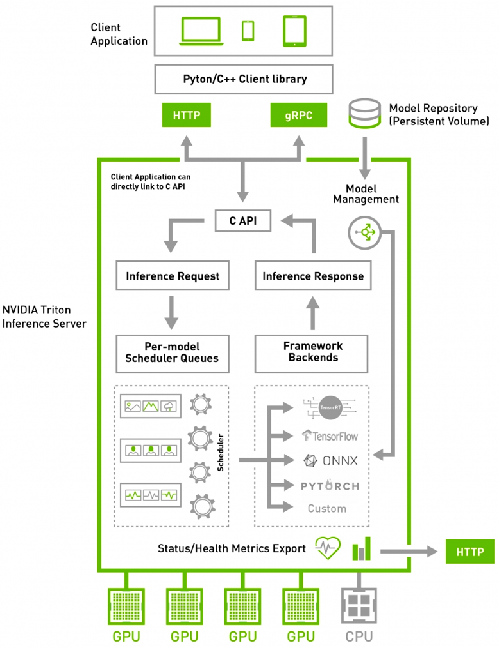 Client
Application
Pyton/C++ Client library
HTTP
gRPC
Model Repository
(Persistent Volume)
Client Application can
directly link to C API
Model
Management
C API
Inference Request
Inference Response
NVIDIA Triton
Inference Server
Per-model
Scheduler Queues
Framework
Backends
Scheduler
TensorRT
TensorFlow
ONNX
PYTORCH
Custom
Status/Health Metrics Export
HTTP
GPU
GPU
GPU
GPU
CPU